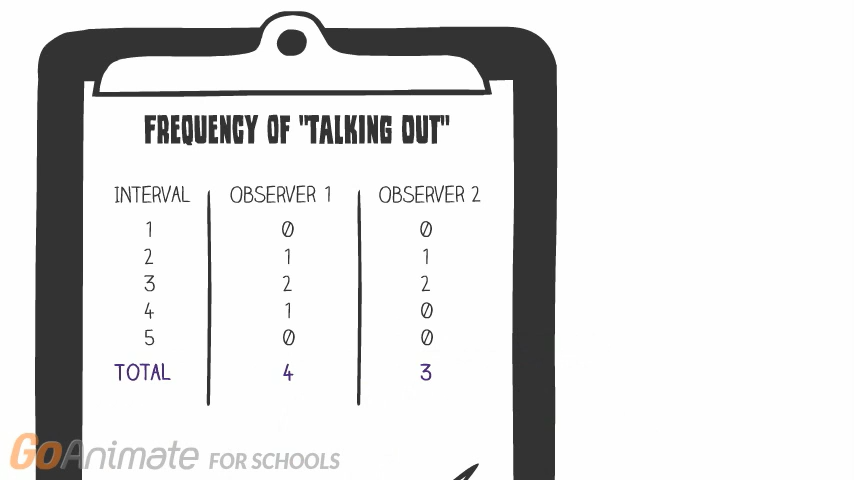 FREQUENCY OF "TALKING OUT"
INTERVAL OBSERVER 1 OBSERVER 2
1 0 0
2 1 1
3 2 2
4 1 0
5 0 0
TOTAL 4 3
GoAnimate FOR SCHOOLS